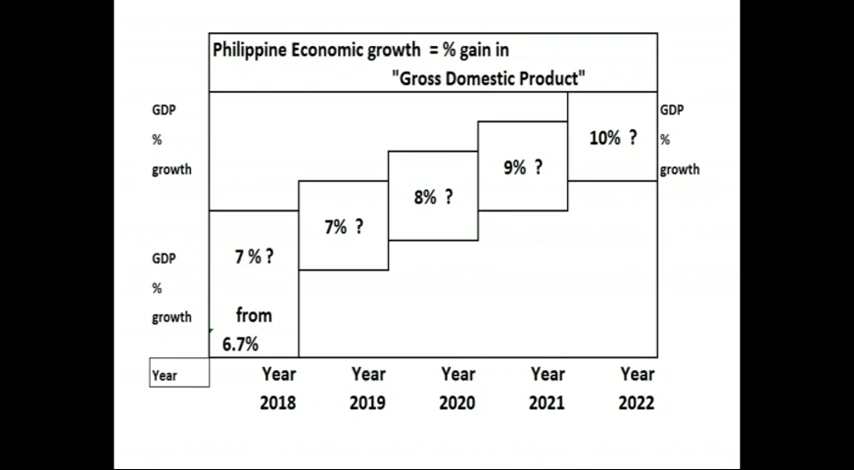 Philippine Economic growth = % gain in
"Gross Domestic Product"
GDP
%
growth
10% ?
GDP
%
growth
9% ?
8% ?
7% ?
GDP
%
growth
7 % ?
from
6.7%
Year
Year
2018
Year
2019
Year
2020
Year
2021
Year
2022